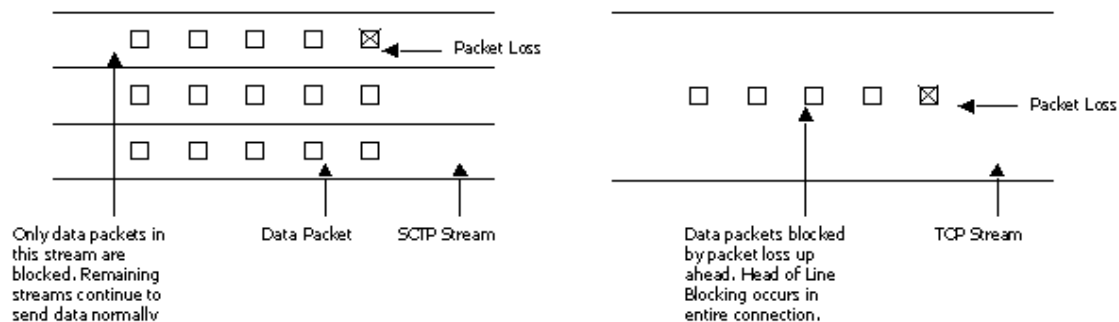 Packet Loss
Packet Loss
Only data packets in
this stream are
blocked. Remaining
streams continue to
send data normally
Data Packet
SCTP Stream
Data packets blocked
by packet loss up
ahead. Head of Line
Blocking occurs in
entire connection.
TCP Stream